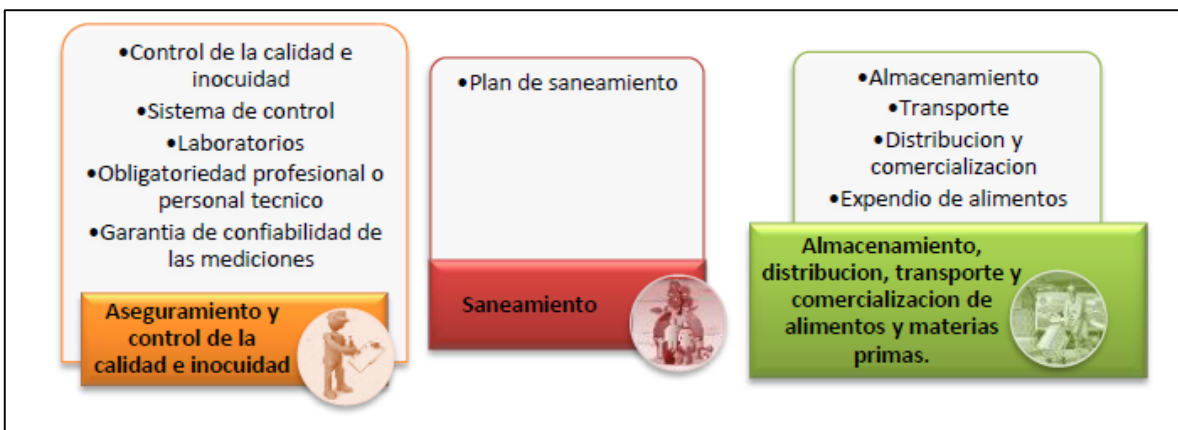 •Control de la calidad e
inocuidad
•Sistema de control
•Laboratorios
•Obligatoriedad profesional o
personal tecnico
•Garantia de confiabilidad de
las mediciones
Aseguramiento y
control de la
calidad e inocuidad
•Plan de saneamiento
Saneamiento
•Almacenamiento
•Transporte
•Distribucion y
comercializacion
•Expendio de alimentos
Almacenamiento,
distribucion, transporte y
comercializacion de
alimentos y materias
primas.